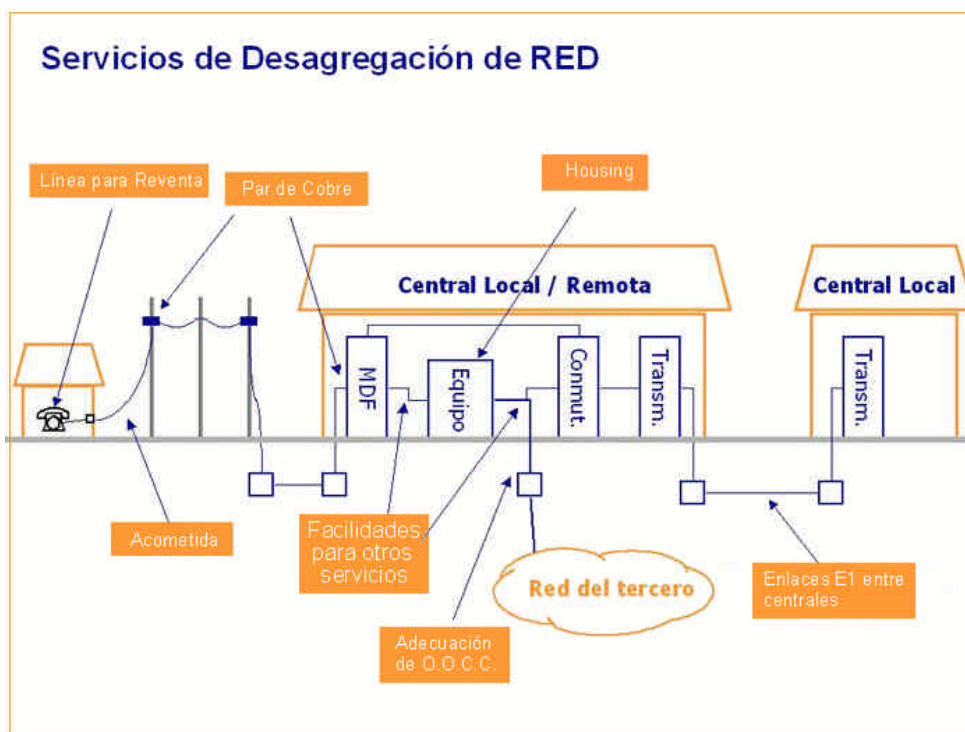 Servicios de Desagregación de RED
Línea para Reventa
Par de Cobre
Housing
Central Local / Remota
Central Local
MDF
Equipo
Conmut.
Transm.
Transm.
Acometida
Facilidades
para otros
servicios
Red del tercero
Enlaces E1 entre
centrales
Adecuación
de O.O.C.C.